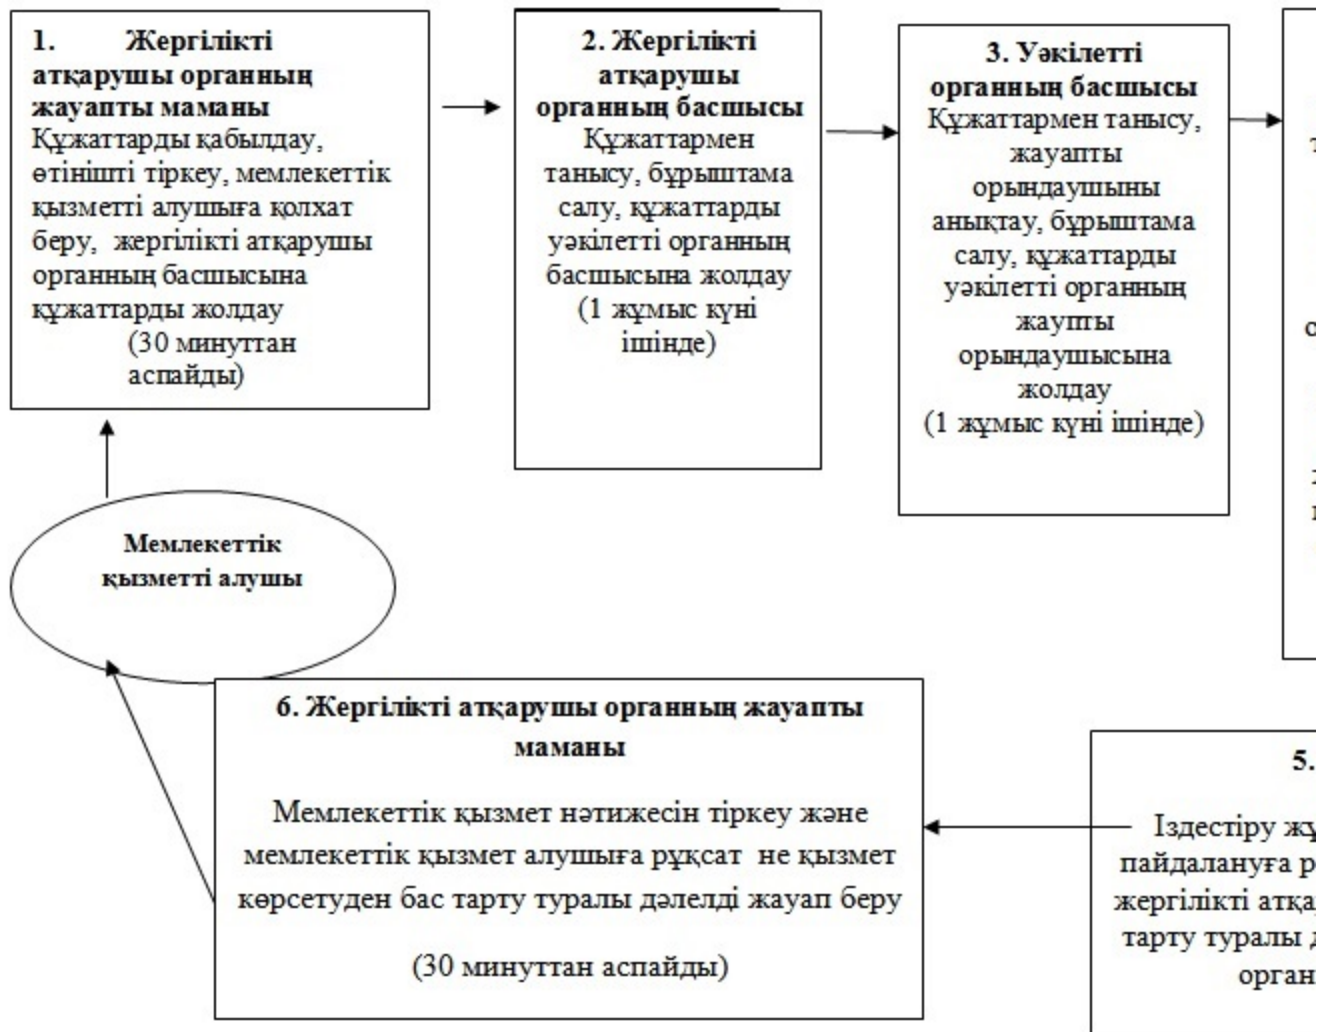 1. Жергілікті
атқарушы органның
жауапты маманы
Құжаттарды қабылдау,
өтінішті тіркеу, мемлекеттік
қызметті алушыға қолхат
беру, жергілікті атқарушы
органның басшысына
құжаттарды жолдау
(30 минуттан
аспайды)
2. Жергілікті
атқарушы
органның басшысы
Құжаттармен
танысу, бұрыштама
салу, құжаттарды
уәкілетті органның
басшысына жолдау
(1 жұмыс күні
ішінде)
3. Уәкілетті
органның басшысы
Құжаттармен танысу,
жауапты
орындаушыны
анықтау, бұрыштама
салу, құжаттарды
уәкілетті органның
жаупты
орындаушысына
жолдау
(1 жұмыс күні ішінде)
Мемлекеттік
қызметті алушы
6. Жергілікті атқарушы органның жауапты
маманы
Мемлекеттік қызмет нәтижесін тіркеу және
мемлекеттік қызмет алушыға рұқсат не қызмет
көрсетуден бас тарту туралы дәлелді жауап беру
(30 минуттан аспайды)
5.
Іздестіру
пайдалануға
жергілікті
тарту туралы